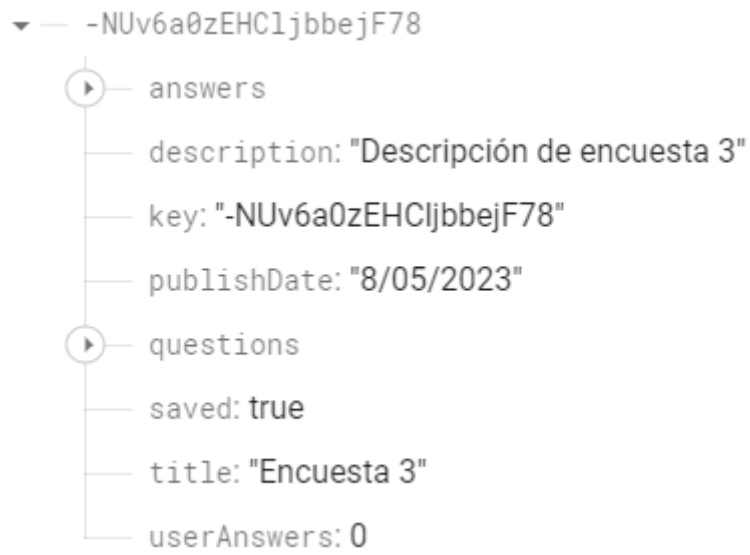 -NUv6a0zEHCljbbejF78
answers
description: "Descripción de encuesta 3"
key: "-NUv6a0zEHCljbbejF78"
publishDate: "8/05/2023"
questions
saved: true
title: "Encuesta 3"
userAnswers: 0